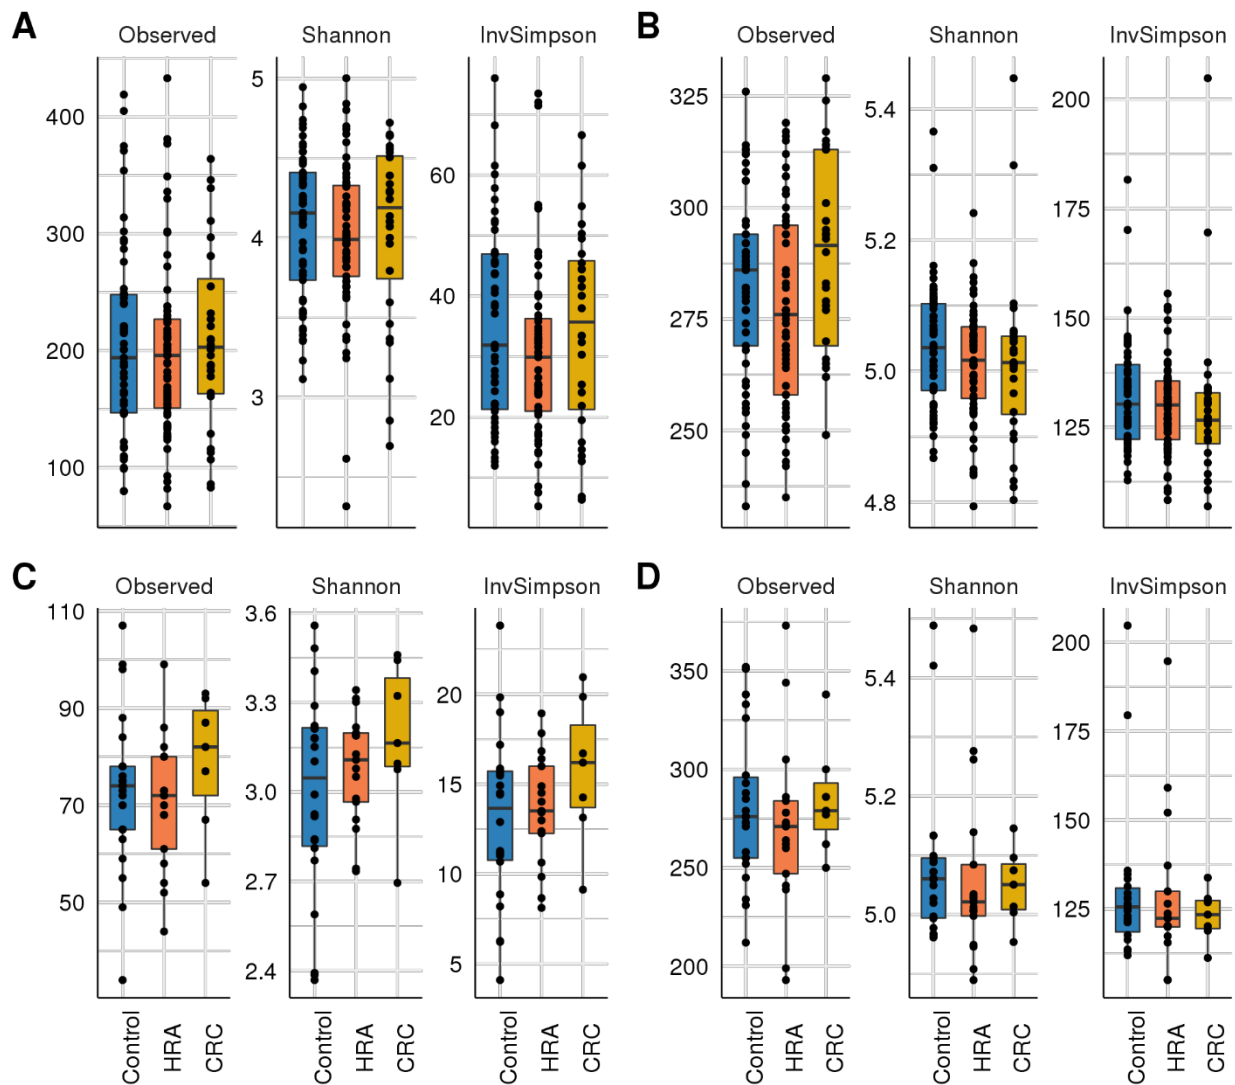 A
Observed
Shannon
InvSimpson
400
300
200
100
5
4
3
60
40
20
B
Observed
Shannon
InvSimpson
325
300
275
250
5.4
5.2
5.0
4.8
200
175
150
125
C
Observed
Shannon
InvSimpson
110
90
70
50
3.6
3.3
3.0
2.7
2.4
20
15
10
5
Control
HRA
CRC
Control
HRA
CRC
Control
HRA
CRC
D
Observed
Shannon
InvSimpson
350
300
250
200
5.4
5.2
5.0
200
175
150
125
Control
HRA
CRC
Control
HRA
CRC
Control
HRA
CRC